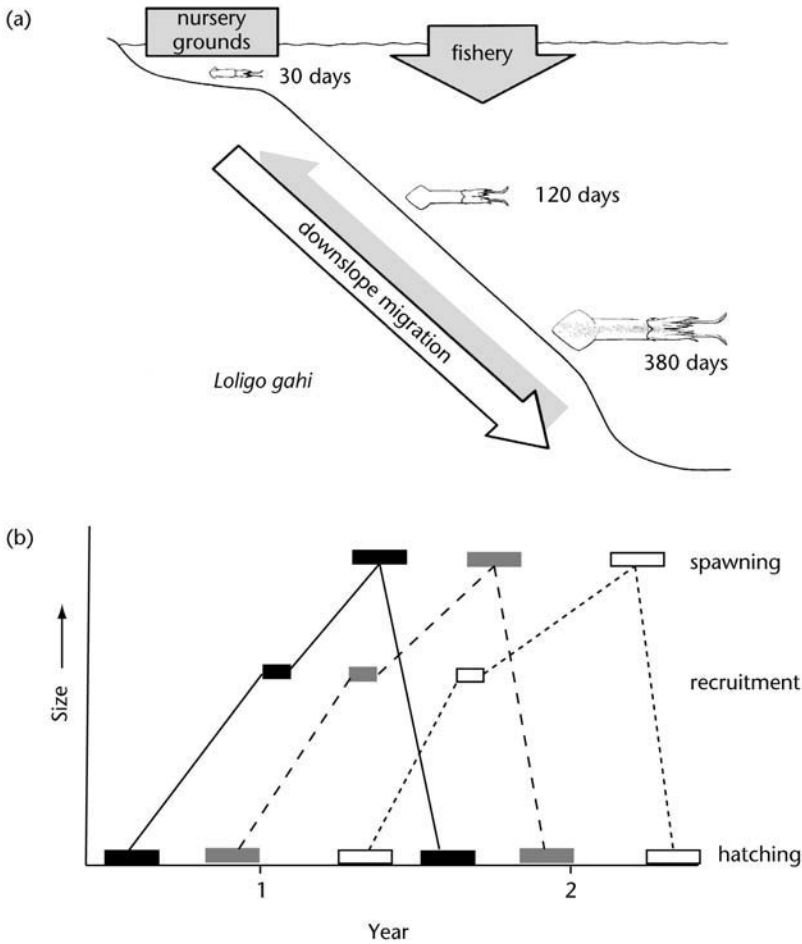 (a)
nursery
grounds
fishery
30 days
120 days
downslope migration
380 days
Loligo gahi
(b)
spawning
recruitment
Size
hatching
1
2
Year